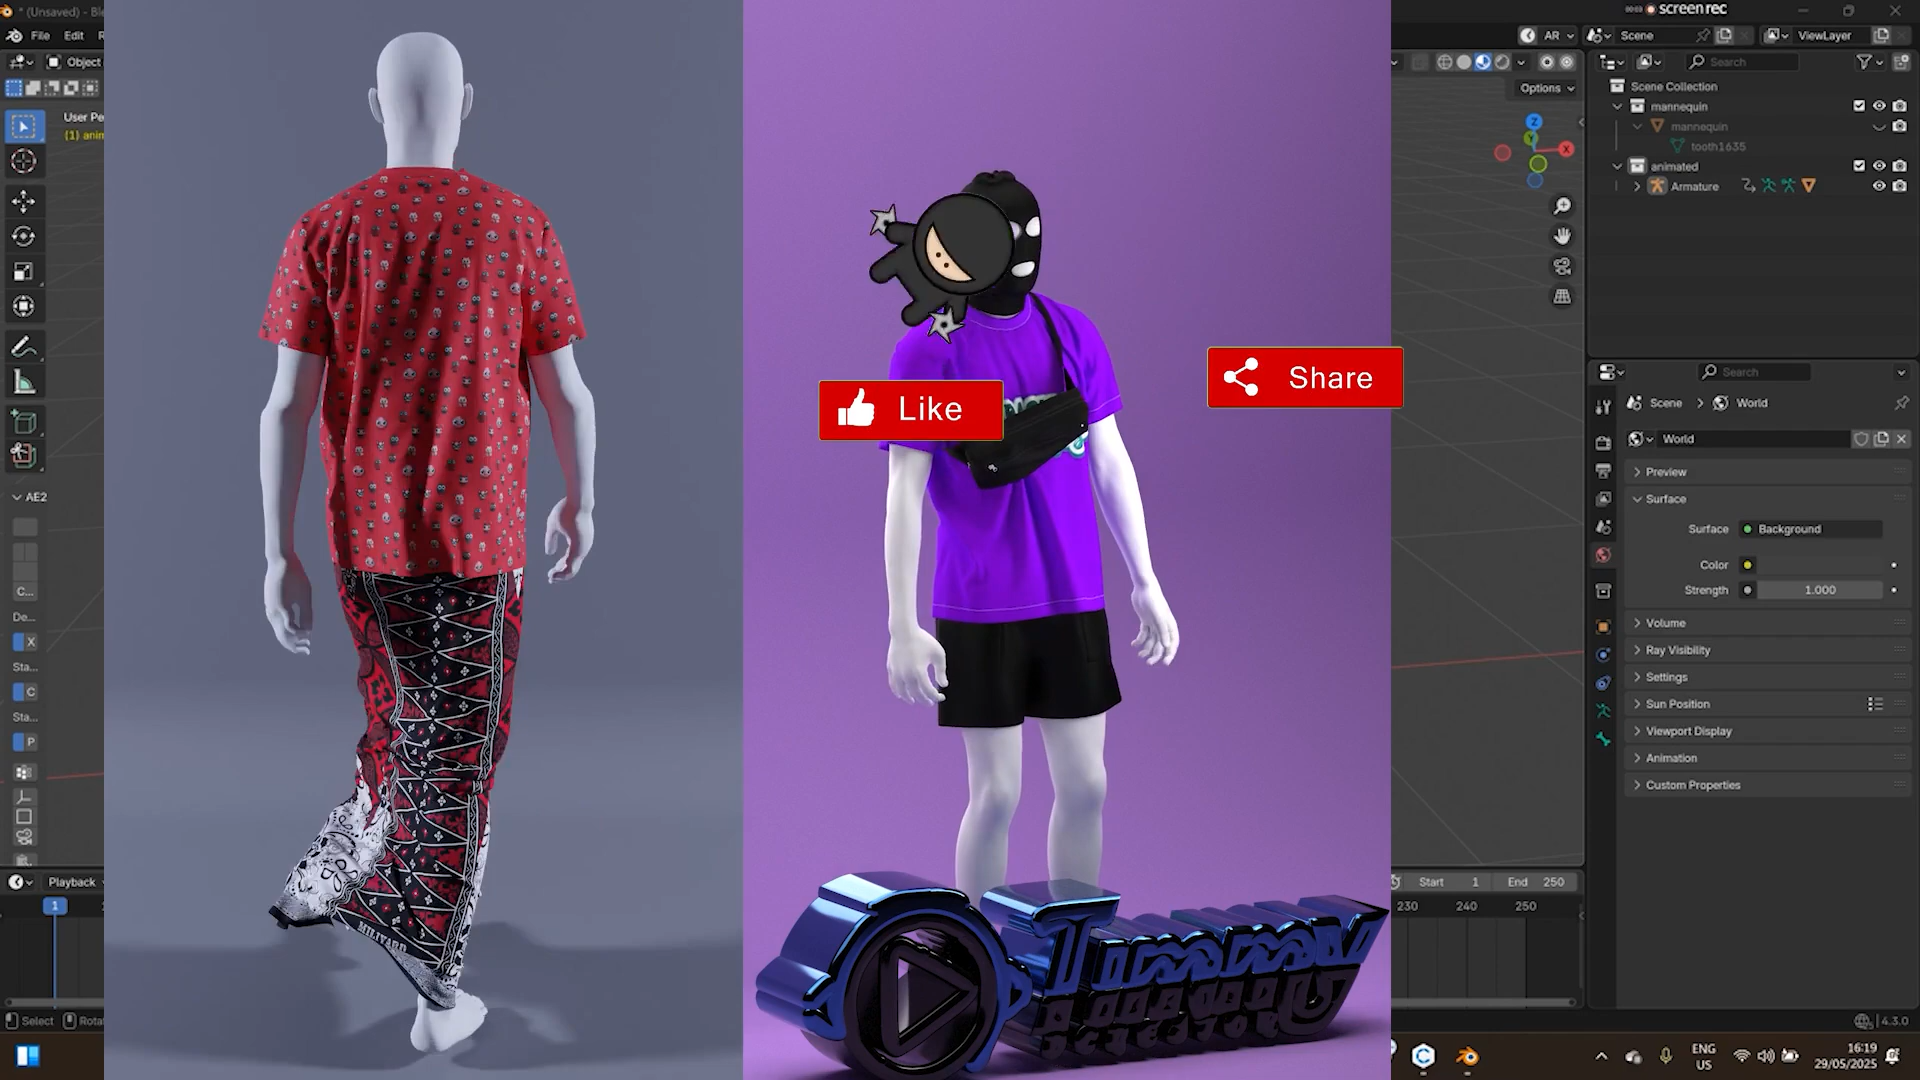 * (Unsaved) - Ble
screenrec
File Edit R
AR Scene ViewLayer
Object
Search
Options
User Pe
(1) anim
Scene Collection
mannequin
mannequin
tooth1635
animated
Armature
Z
Y
X
Like
Share
Search
Scene > World
World
Preview
Surface
Surface Background
Color
Strength 1.000
Volume
Ray Visibility
Settings
Sun Position
Viewport Display
Animation
Custom Properties
AE2
C...
De...
X
Sta...
C
Sta...
P
MILIYARD
Playback
Start 1 End 250
1
230 240 250
Select Rota
4.3.0
ENG
US
16:19
29/05/2025